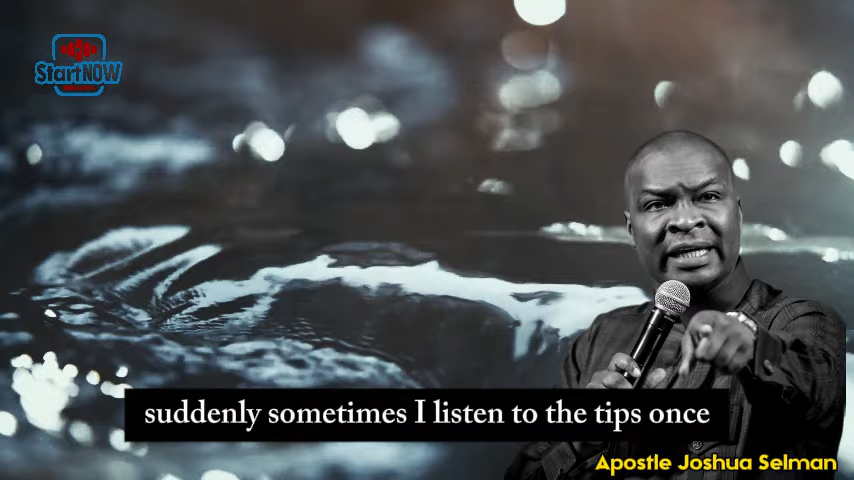 StartNOW
suddenly sometimes I listen to the tips once
Apostle Joshua Selman